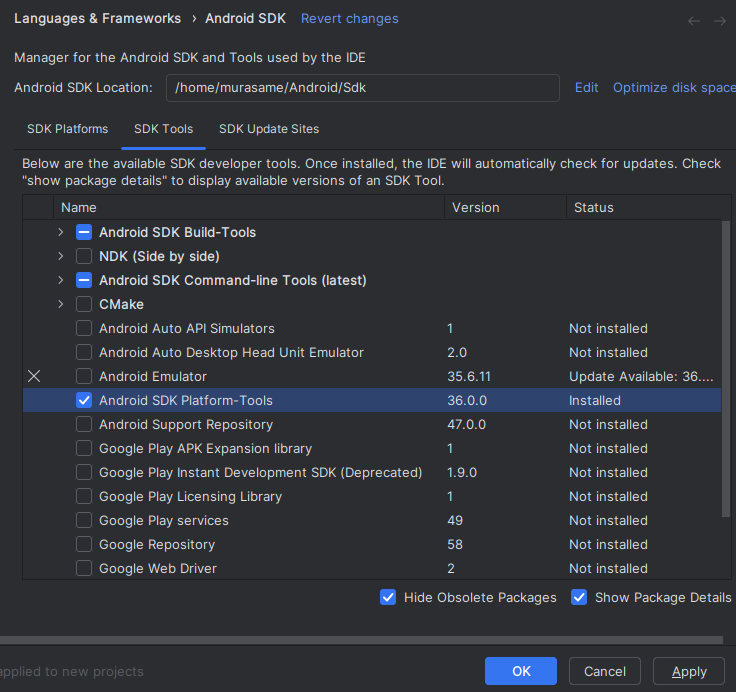 Languages & Frameworks › Android SDK Revert changes
Manager for the Android SDK and Tools used by the IDE
Android SDK Location: /home/murasame/Android/Sdk Edit Optimize disk space
SDK Platforms SDK Tools SDK Update Sites
Below are the available SDK developer tools. Once installed, the IDE will automatically check for updates. Check
"show package details" to display available versions of an SDK Tool.
Name Version Status
Android SDK Build-Tools
NDK (Side by side)
Android SDK Command-line Tools (latest)
CMake
Android Auto API Simulators 1 Not installed
Android Auto Desktop Head Unit Emulator 2.0 Not installed
Android Emulator 35.6.11 Update Available: 36....
Android SDK Platform-Tools 36.0.0 Installed
Android Support Repository 47.0.0 Not installed
Google Play APK Expansion library 1 Not installed
Google Play Instant Development SDK (Deprecated) 1.9.0 Not installed
Google Play Licensing Library 1 Not installed
Google Play services 49 Not installed
Google Repository 58 Not installed
Google Web Driver 2 Not installed
Hide Obsolete Packages Show Package Details
applied to new projects
OK Cancel Apply